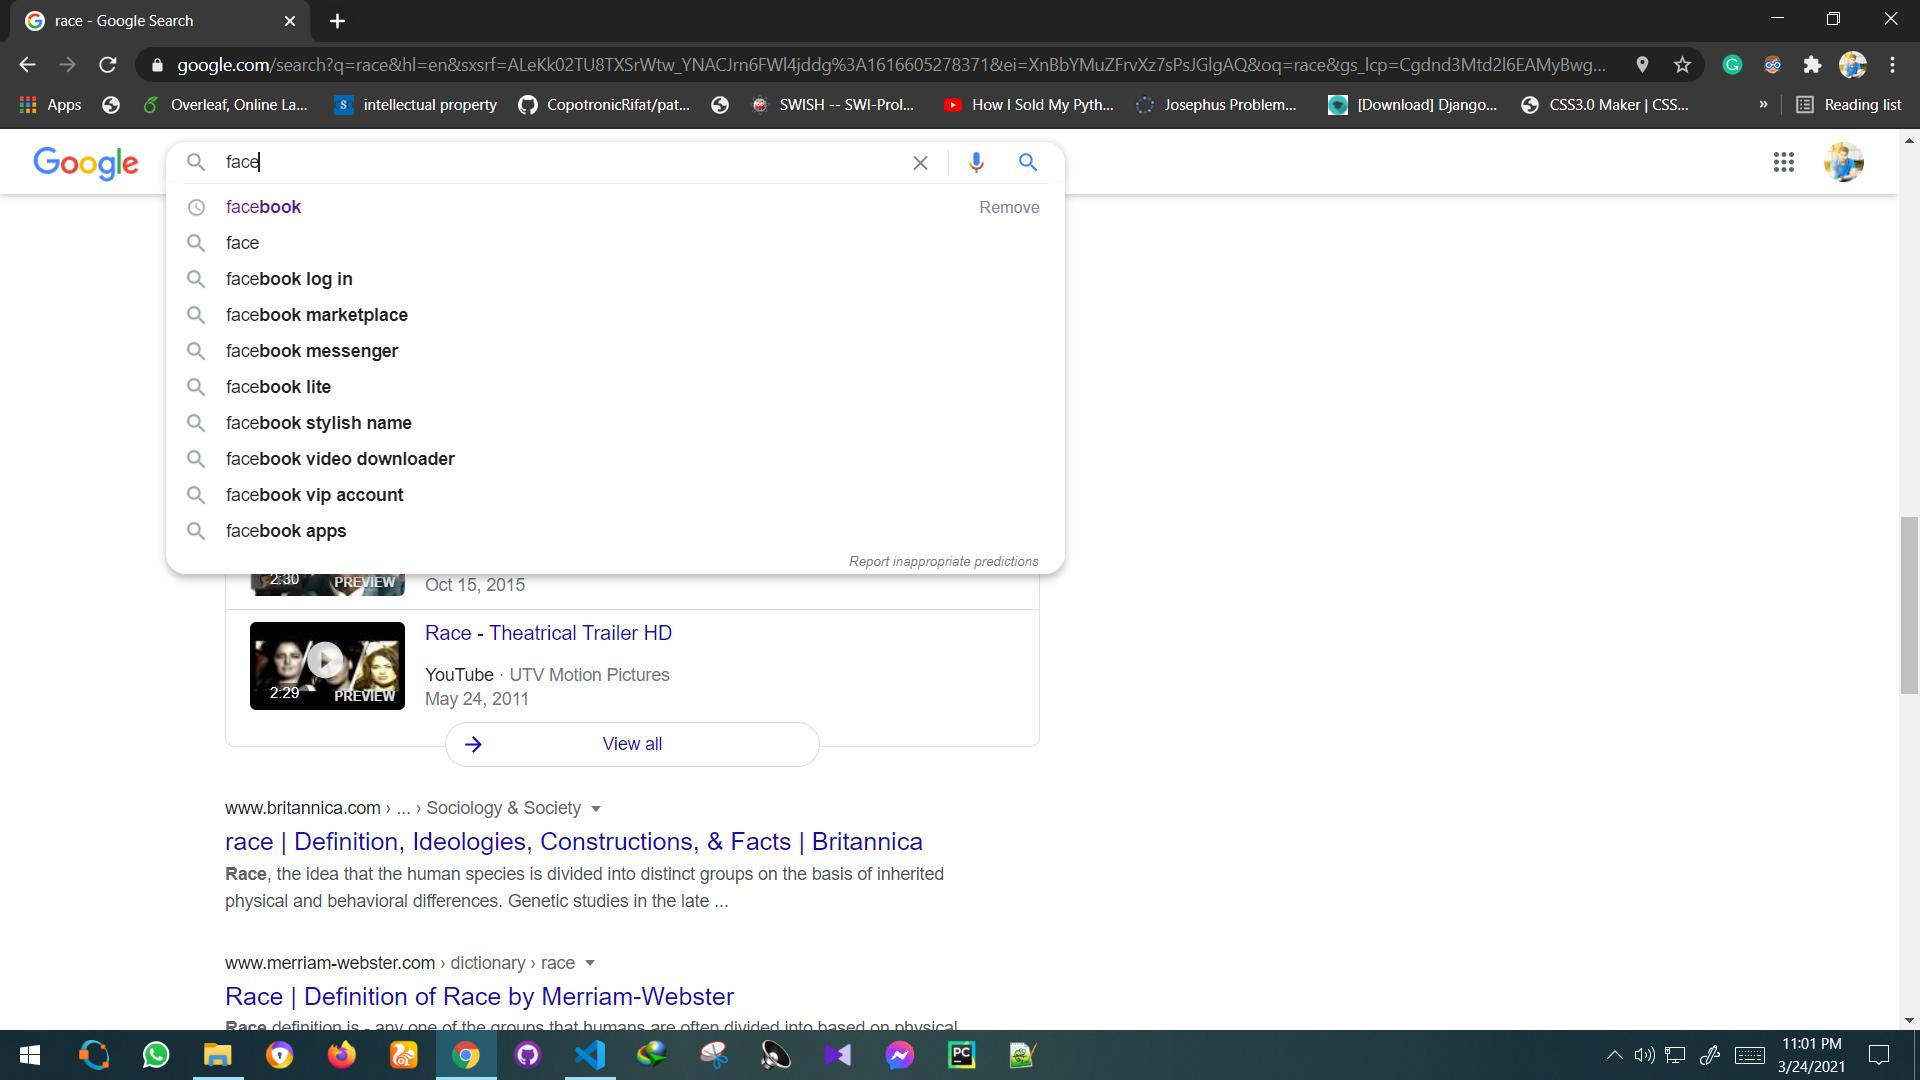 race - Google Search
google.com/search?q=race&hl=en&sxsrf=ALeKk02TU8TXSrWtw_YNACJrn6FWl4jddg%3A1616605278371&ei=XnBbYMuZFrvXz7sPsJGlgAQ&oq=race&gs_lcp=Cgdnd3Mtd2l6EAMyBwg...
Apps Overleaf, Online La... intellectual property CopotronicRifat/pat... SWISH -- SWI-Prol... How I Sold My Pyth... Josephus Problem... [Download] Django... CSS3.0 Maker | CSS... » Reading list
Google face
facebook Remove
face
facebook log in
facebook marketplace
facebook messenger
facebook lite
facebook stylish name
facebook video downloader
facebook vip account
facebook apps
Report inappropriate predictions
2:30 PREVIEW Oct 15, 2015
Race - Theatrical Trailer HD
YouTube · UTV Motion Pictures
2:29 PREVIEW May 24, 2011
View all
www.britannica.com › ... › Sociology & Society
race | Definition, Ideologies, Constructions, & Facts | Britannica
Race, the idea that the human species is divided into distinct groups on the basis of inherited
physical and behavioral differences. Genetic studies in the late ...
www.merriam-webster.com › dictionary › race
Race | Definition of Race by Merriam-Webster
Race definition is - any one of the groups that humans are often divided into based on physical
PC
11:01 PM
3/24/2021